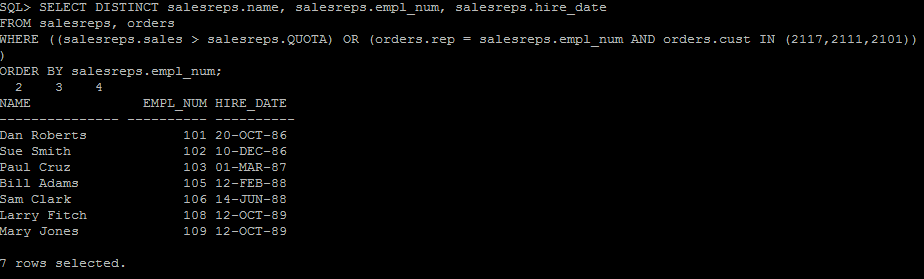 SQL> SELECT DISTINCT salesreps.name, salesreps.empl_num, salesreps.hire_date
FROM salesreps, orders
WHERE ((salesreps.sales > salesreps.QUOTA) OR (orders.rep = salesreps.empl_num AND orders.cust IN (2117,2111,2101))
)
ORDER BY salesreps.empl_num;
  2    3    4
NAME              EMPL_NUM HIRE_DATE
--------------- ---------- ----------
Dan Roberts            101 20-OCT-86
Sue Smith              102 10-DEC-86
Paul Cruz              103 01-MAR-87
Bill Adams             105 12-FEB-88
Sam Clark              106 14-JUN-88
Larry Fitch            108 12-OCT-89
Mary Jones             109 12-OCT-89
7 rows selected.